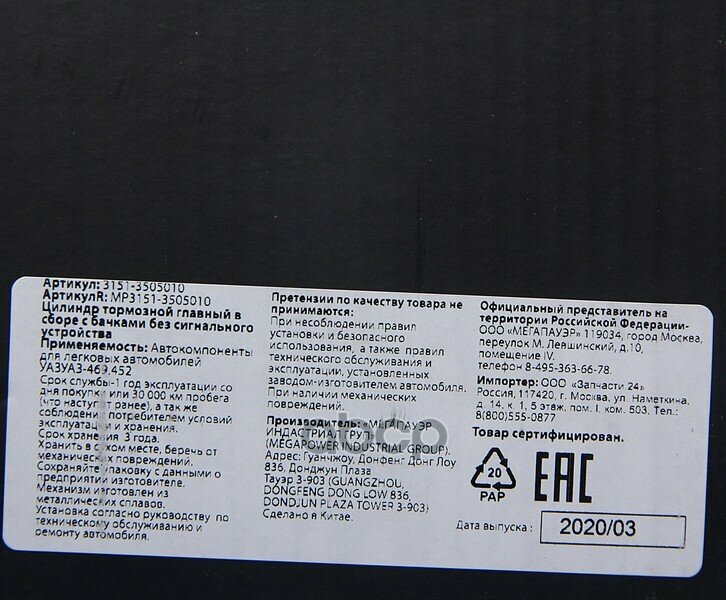 Артикул: 3151-3505010
АртикулR: MP3151-3505010
Цилиндр тормозной главный в
сборе с бачками без сигнального
устройства
Применяемость: Автокомпоненты
для легковых автомобилей
УАЗУАЗ-469.452
Срок службы-1 год эксплуатации со
дня покупки или 30 000 км пробега
(что наступит ранее), а так же
соблюдении потребителем условий
эксплуатации и хранения.
Срок хранения 3 года.
Хранить в сухом месте, беречь от
механических повреждений.
Сохраняйте упаковку с данными о
предприятии изготовителе.
Механизм изготовлен из
металлических сплавов.
Установка согласно руководству по
техническому обслуживанию и
ремонту автомобиля.
Претензии по качеству товара не
принимаются:
При несоблюдении правил
установки и безопасного
использования, а также правил
технического обслуживания и
эксплуатации, установленных
заводом-изготовителем автомобиля.
При наличии механических
повреждений.
Производитель: МЕГАПАУЭР
ИНДАСТРИАЛ ГРУП
(MEGAPOWER INDUSTRIAL GROUP).
Адрес: Гуанчжоу, Донфенг Донг Лоу
836, Донджун Плаза
Тауэр 3-903 (GUANGZHOU,
DONGFENG DONG LOW 836,
DONDJUN PLAZA TOWER 3-903)
Сделано в Китае.
Официальный представитель на
территории Российской Федерации-
ООО «МЕГАПАУЭР» 119034, город Москва,
переулок М. Левшинский, д.10,
помещение IV.
телефон 8-495-363-66-78.
Импортер: ООО «Запчасти 24»
Россия, 117420, г. Москва, ул. Наметкина,
д. 14, к 1, 5 этаж, пом. I, ком. 503, Тел.:
8(800)555-0877
Товар сертифицирован.
20
PAP
EAC
Дата выпуска: 2020/03